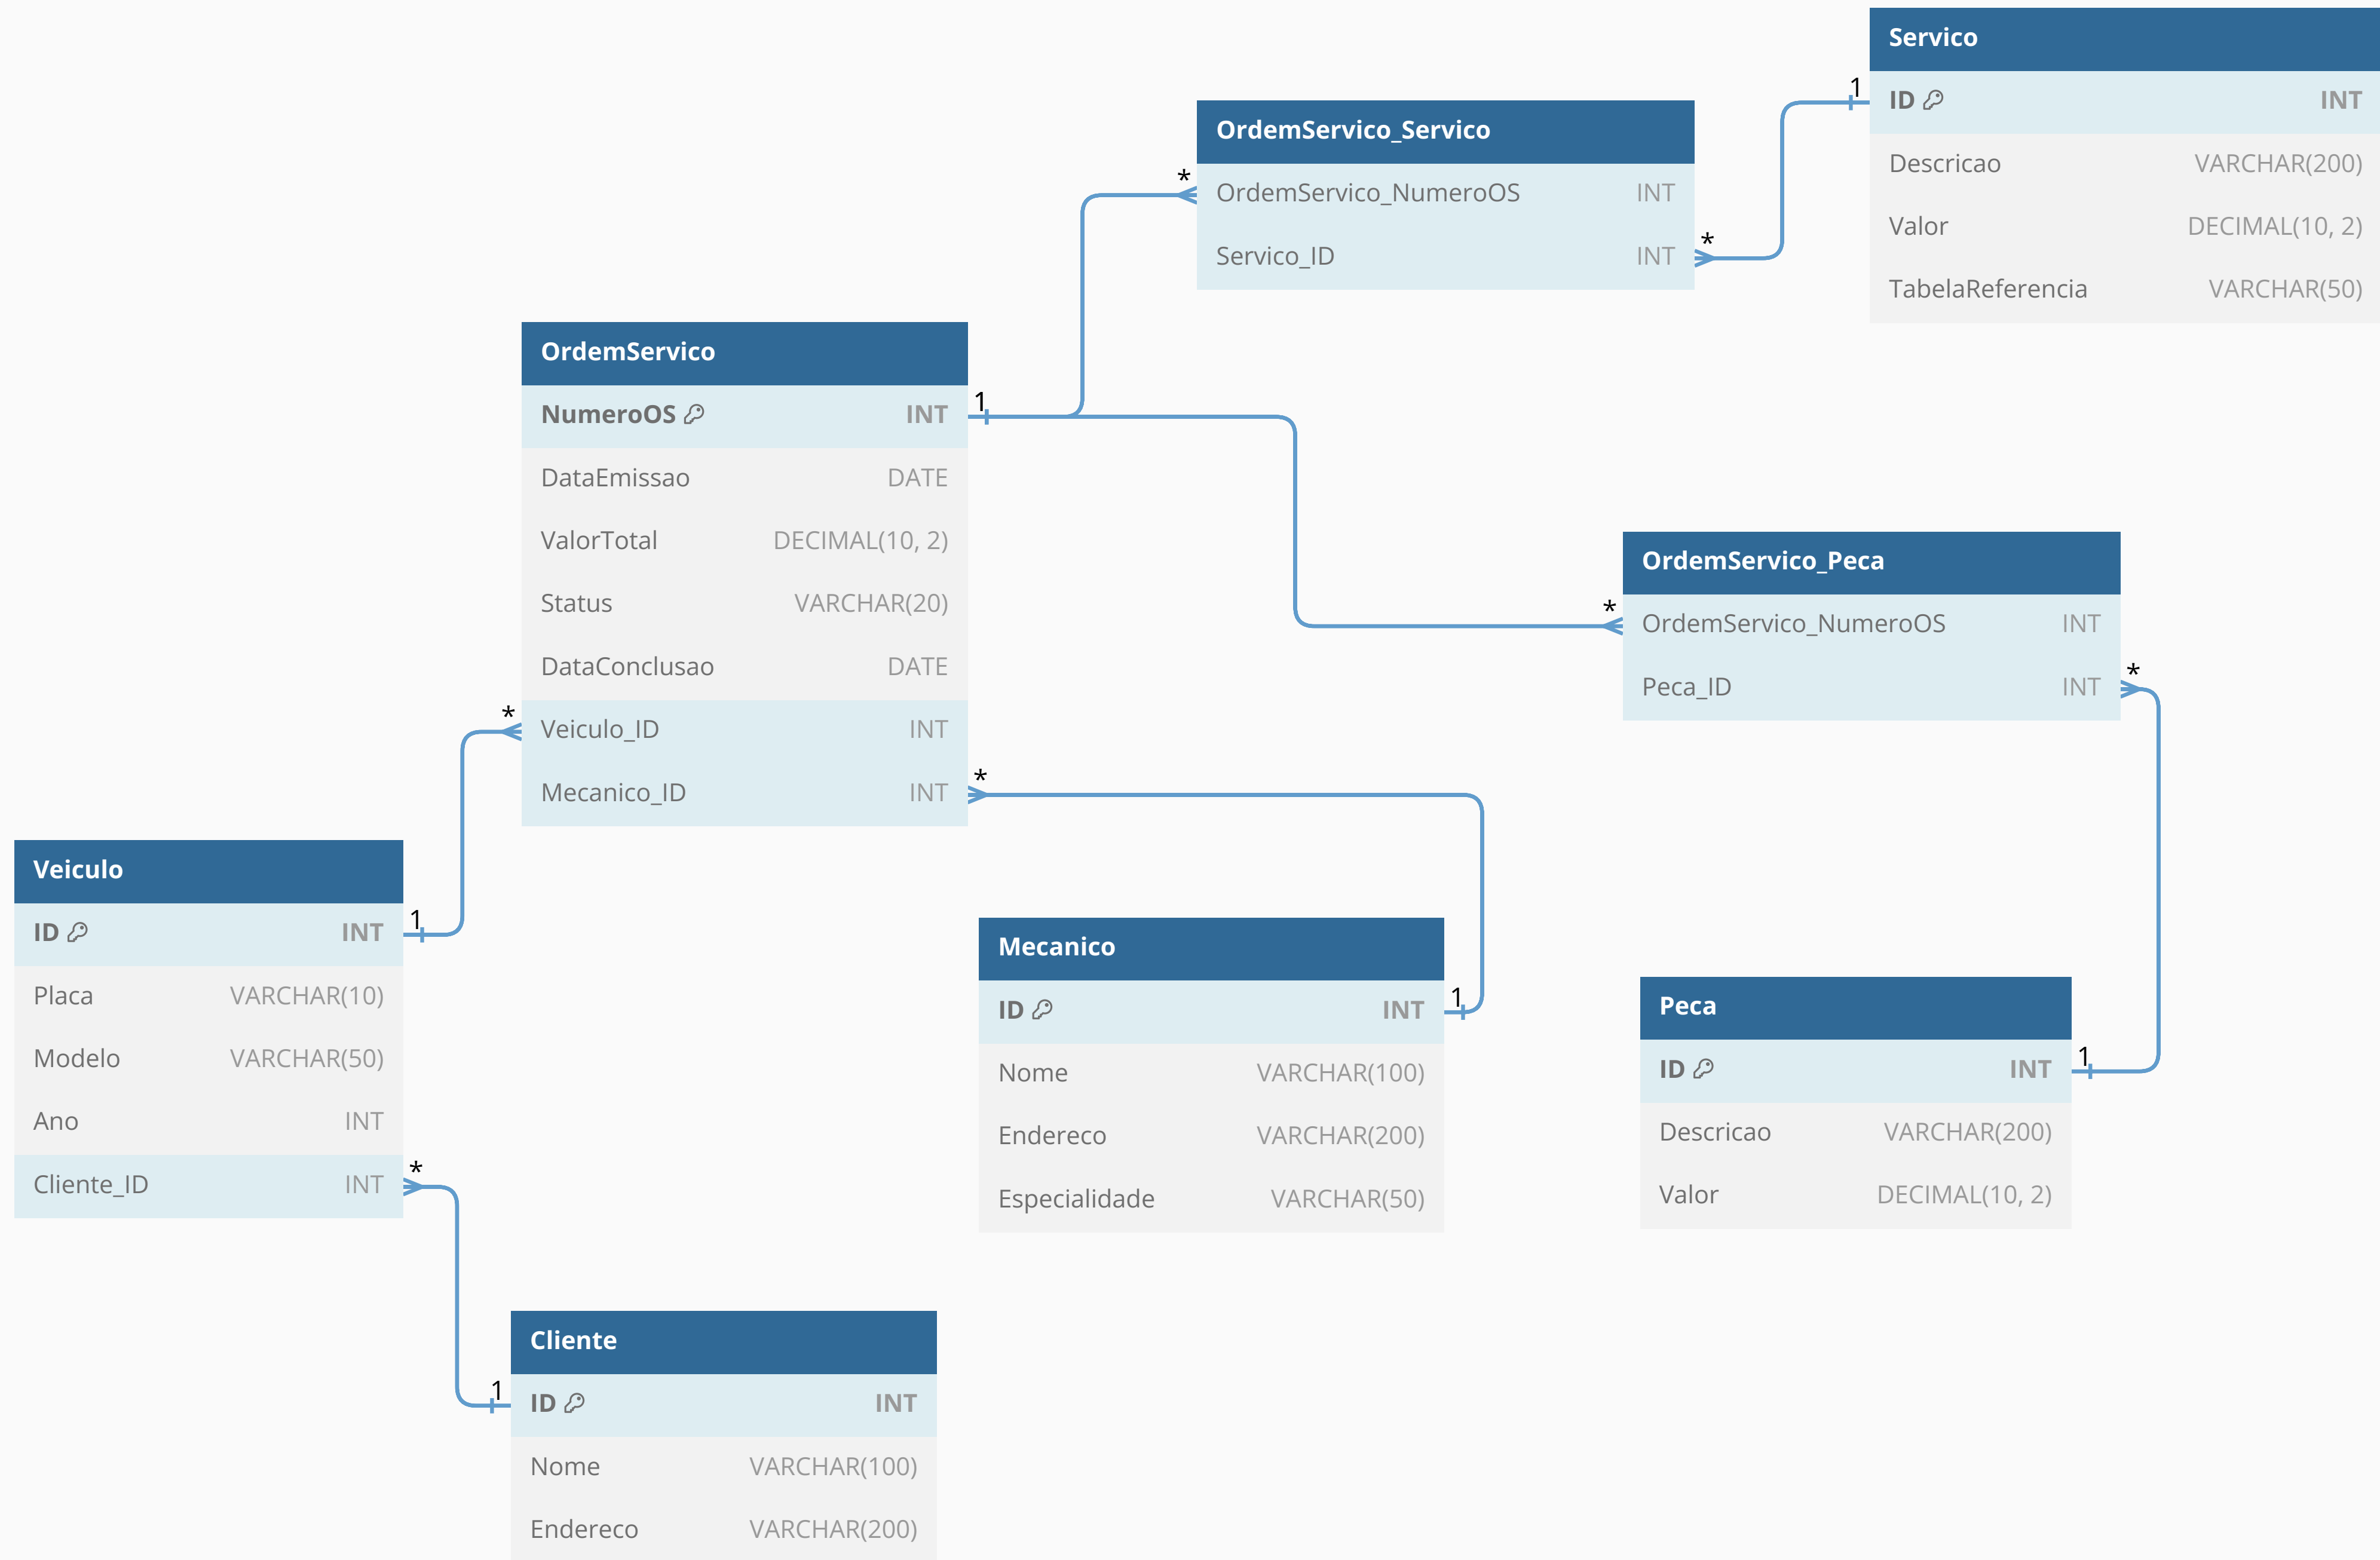 Servico
ID INT
Descricao VARCHAR(200)
Valor DECIMAL(10, 2)
TabelaReferencia VARCHAR(50)
1
OrdemServico_Servico
OrdemServico_NumeroOS INT
Servico_ID INT
*
*
OrdemServico
NumeroOS INT
DataEmissao DATE
ValorTotal DECIMAL(10, 2)
Status VARCHAR(20)
DataConclusao DATE
Veiculo_ID INT
Mecanico_ID INT
1
*
*
OrdemServico_Peca
OrdemServico_NumeroOS INT
Peca_ID INT
*
*
Veiculo
ID INT
Placa VARCHAR(10)
Modelo VARCHAR(50)
Ano INT
Cliente_ID INT
1
*
Mecanico
ID INT
Nome VARCHAR(100)
Endereco VARCHAR(200)
Especialidade VARCHAR(50)
1
Peca
ID INT
Descricao VARCHAR(200)
Valor DECIMAL(10, 2)
1
Cliente
ID INT
Nome VARCHAR(100)
Endereco VARCHAR(200)
1